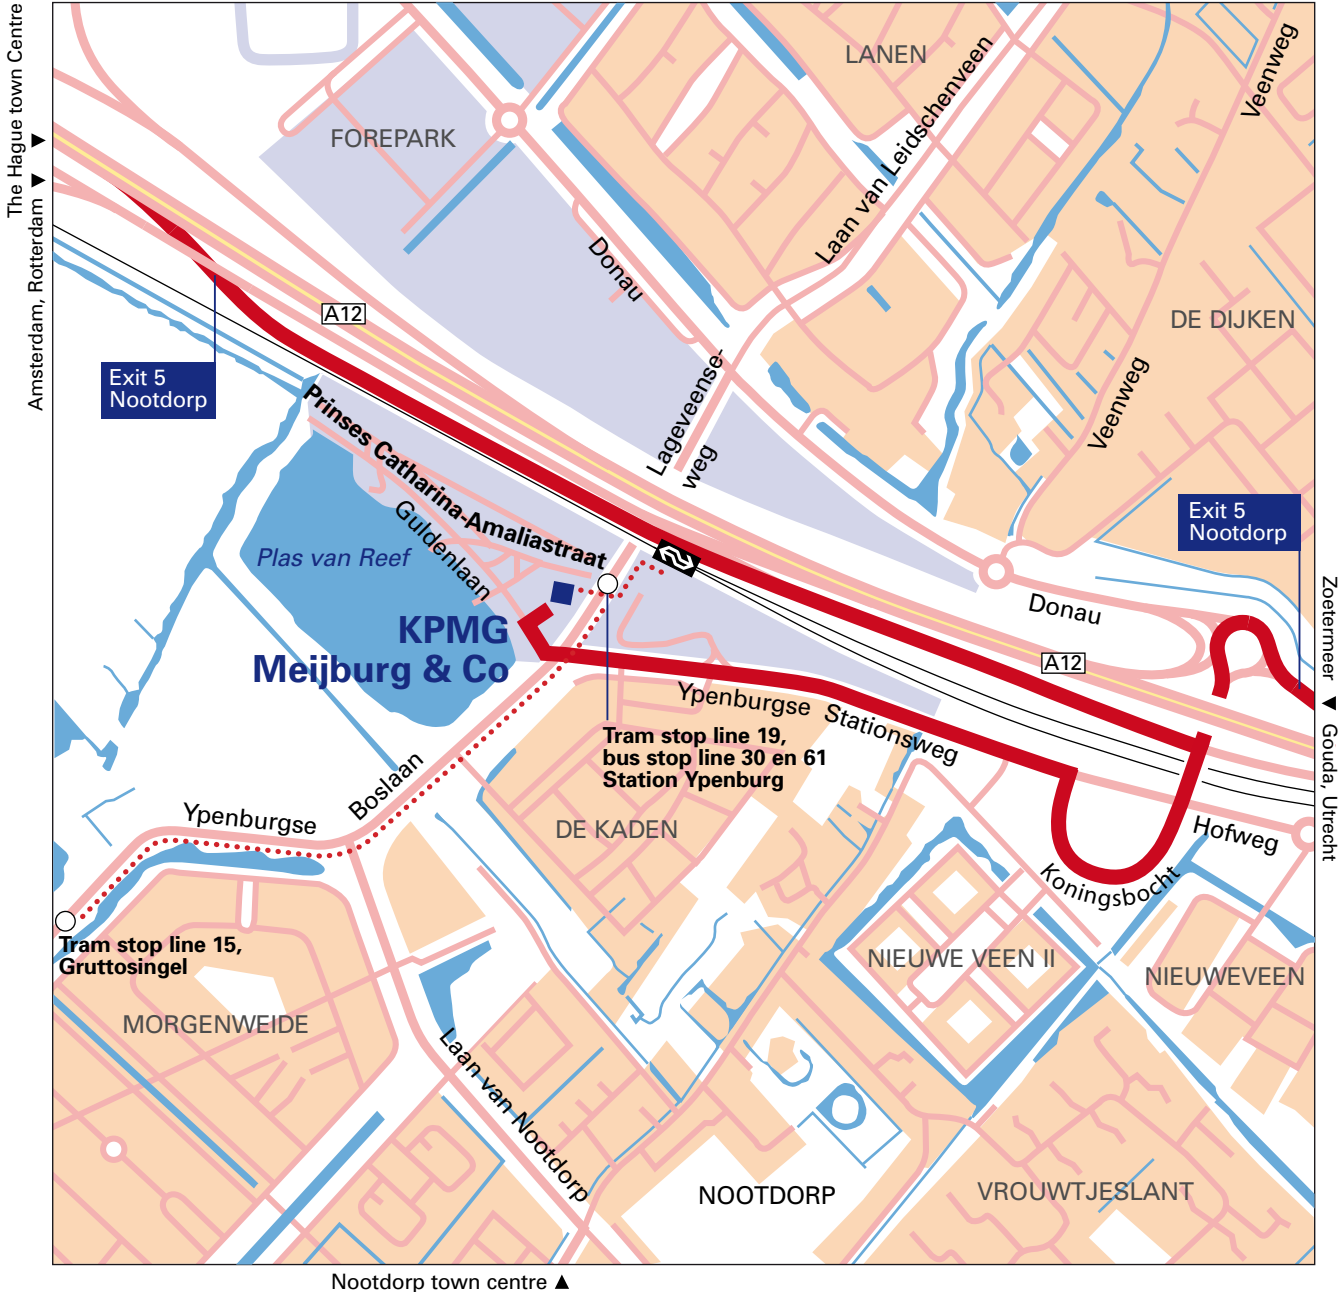 The Hague town Centre ▲
Amsterdam, Rotterdam ▲
FOREPARK
LANEN
Laan van Leidschenveen
Veenweg
Donau
A12
DE DIJKEN
Exit 5
Nootdorp
Lageveense-
weg
Veenweg
Prinses Catharina-Amaliastraat
Guldenlaan
Plas van Reef
Exit 5
Nootdorp
Donau
KPMG
Meijburg & Co
A12
Zoetermeer ▲ Gouda, Utrecht
Ypenburgse Stationsweg
Tram stop line 19,
bus stop line 30 en 61
Station Ypenburg
Ypenburgse Boslaan
DE KADEN
Hofweg
Koningsbocht
Tram stop line 15,
Gruttosingel
NIEUWE VEEN II
NIEUWEVEEN
MORGENWEIDE
Laan van Nootdorp
NOOTDORP
VROUWTJESLANT
Nootdorp town centre ▲